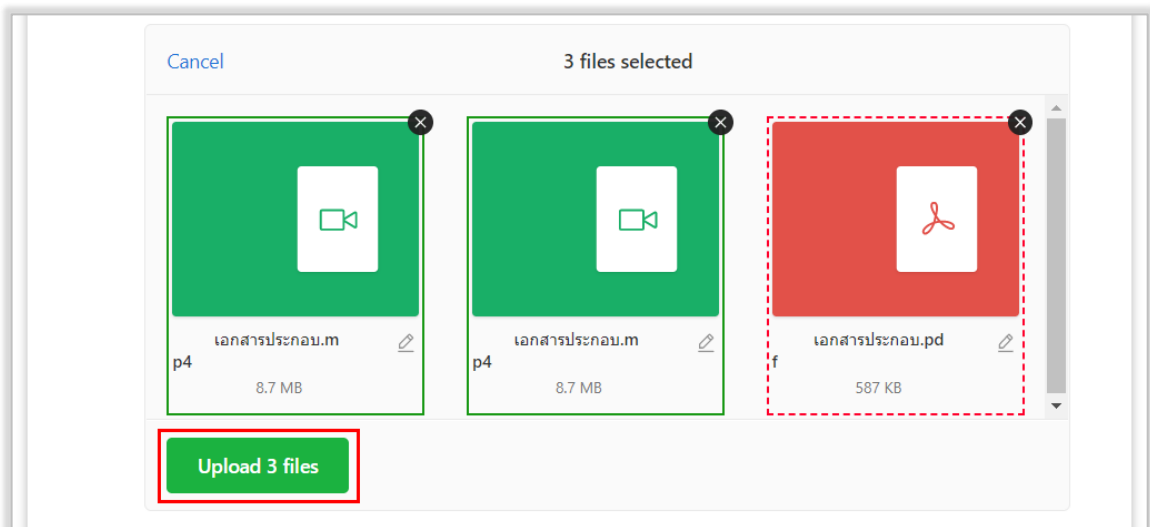 Cancel
3 files selected
เอกสารประกอบ.m
p4
8.7 MB
เอกสารประกอบ.m
p4
8.7 MB
เอกสารประกอบ.pd
f
587 KB
Upload 3 files